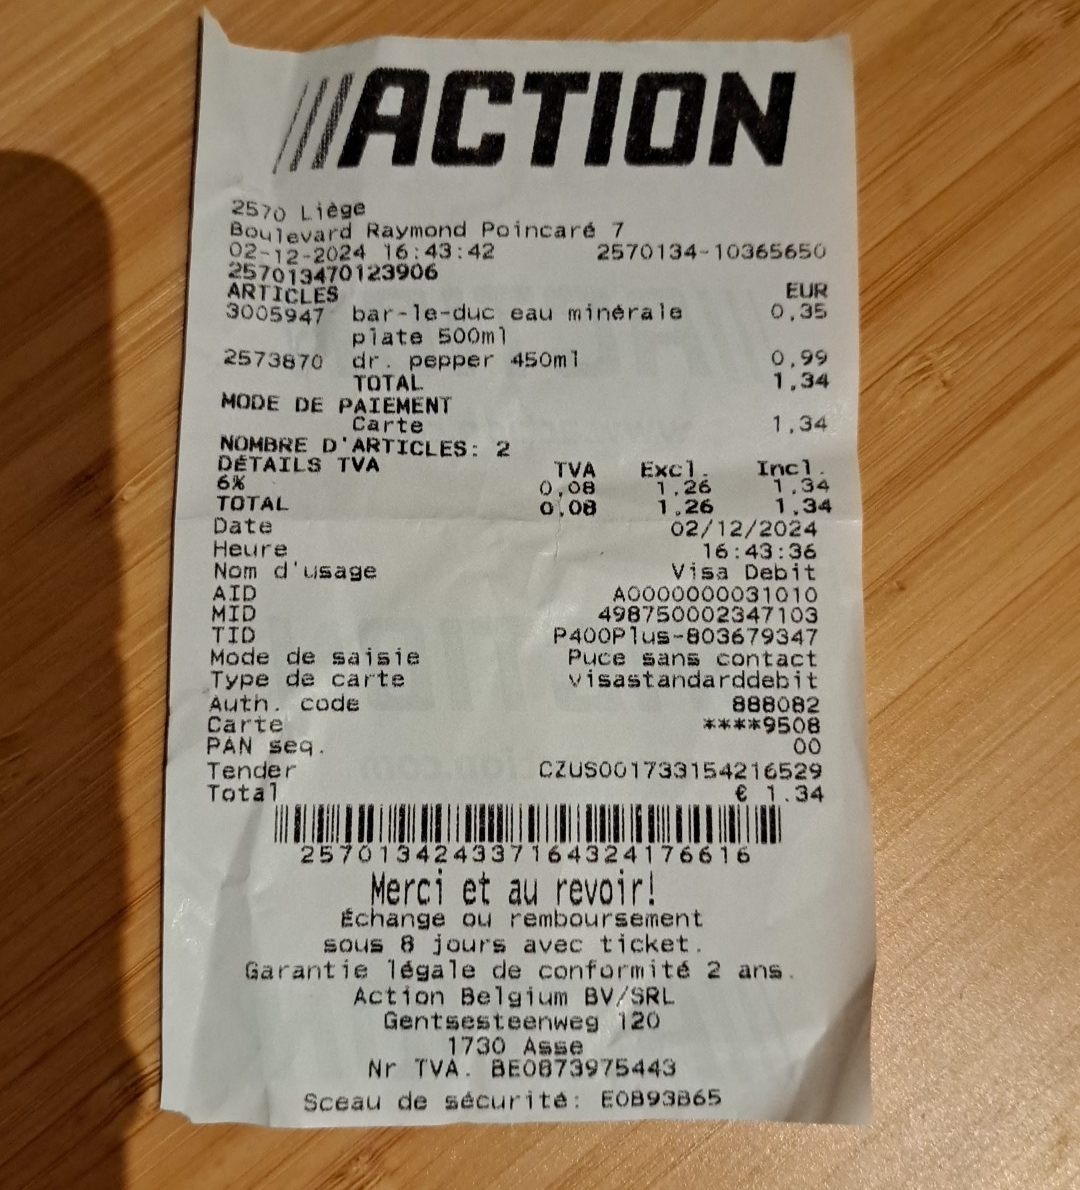 ACTION
2570 Liège
Boulevard Raymond Poincaré 7
02-12-2024 16:43:42 2570134-10365650
257013470123906
ARTICLES EUR
3005947 bar-le-duc eau minérale 0,35
plate 500ml
2573870 dr. pepper 450ml 0,99
TOTAL 1,34
MODE DE PAIEMENT
Carte 1,34
NOMBRE D'ARTICLES: 2
DÉTAILS TVA TVA Excl. Incl.
6% 0,08 1,26 1,34
TOTAL 0,08 1,26 1,34
Date 02/12/2024
Heure 16:43:36
Nom d'usage Visa Debit
AID A0000000031010
MID 498750002347103
TID P400Plus-803679347
Mode de saisie Puce sans contact
Type de carte visastandarddebit
Auth. code 888082
Carte ****9508
PAN seq. 00
Tender CZUS001733154216529
Total € 1.34
257013424337164324176616
Merci et au revoir!
Échange ou remboursement
sous 8 jours avec ticket.
Garantie légale de conformité 2 ans.
Action Belgium BV/SRL
Gentsesteenweg 120
1730 Asse
Nr TVA. BE0873975443
Sceau de sécurité: E0B93B65